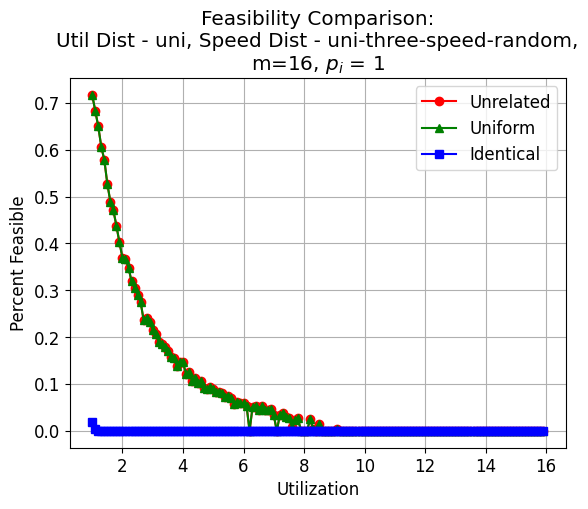 Feasibility Comparison:
Util Dist - uni, Speed Dist - uni-three-speed-random,
m=16, $p_i$ = 1
Unrelated
Uniform
Identical
Percent Feasible
0.7
0.6
0.5
0.4
0.3
0.2
0.1
0.0
2 4 6 8 10 12 14 16
Utilization